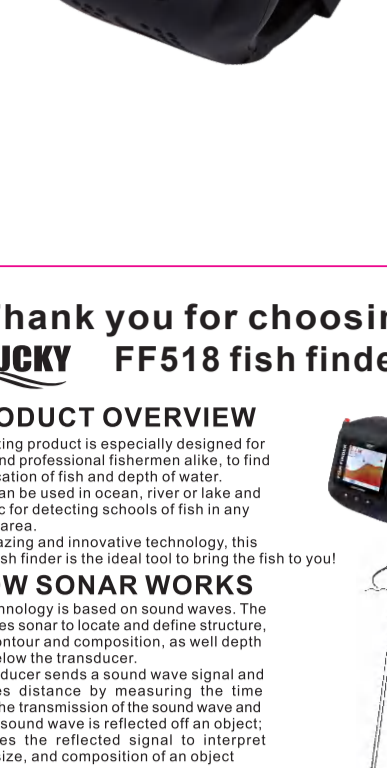 hank you for choosin
UCKY FF518 fish finde
ODUCT OVERVIEW
ing product is especially designed for
nd professional fishermen alike, to find
cation of fish and depth of water.
an be used in ocean, river or lake and
c for detecting schools of fish in any
area.
azing and innovative technology, this
sh finder is the ideal tool to bring the fish to you!
OW SONAR WORKS
hnology is based on sound waves. The
es sonar to locate and define structure,
ontour and composition, as well depth
elow the transducer.
ducer sends a sound wave signal and
es distance by measuring the time
he transmission of the sound wave and
sound wave is reflected off an object;
es the reflected signal to interpret
size, and composition of an object